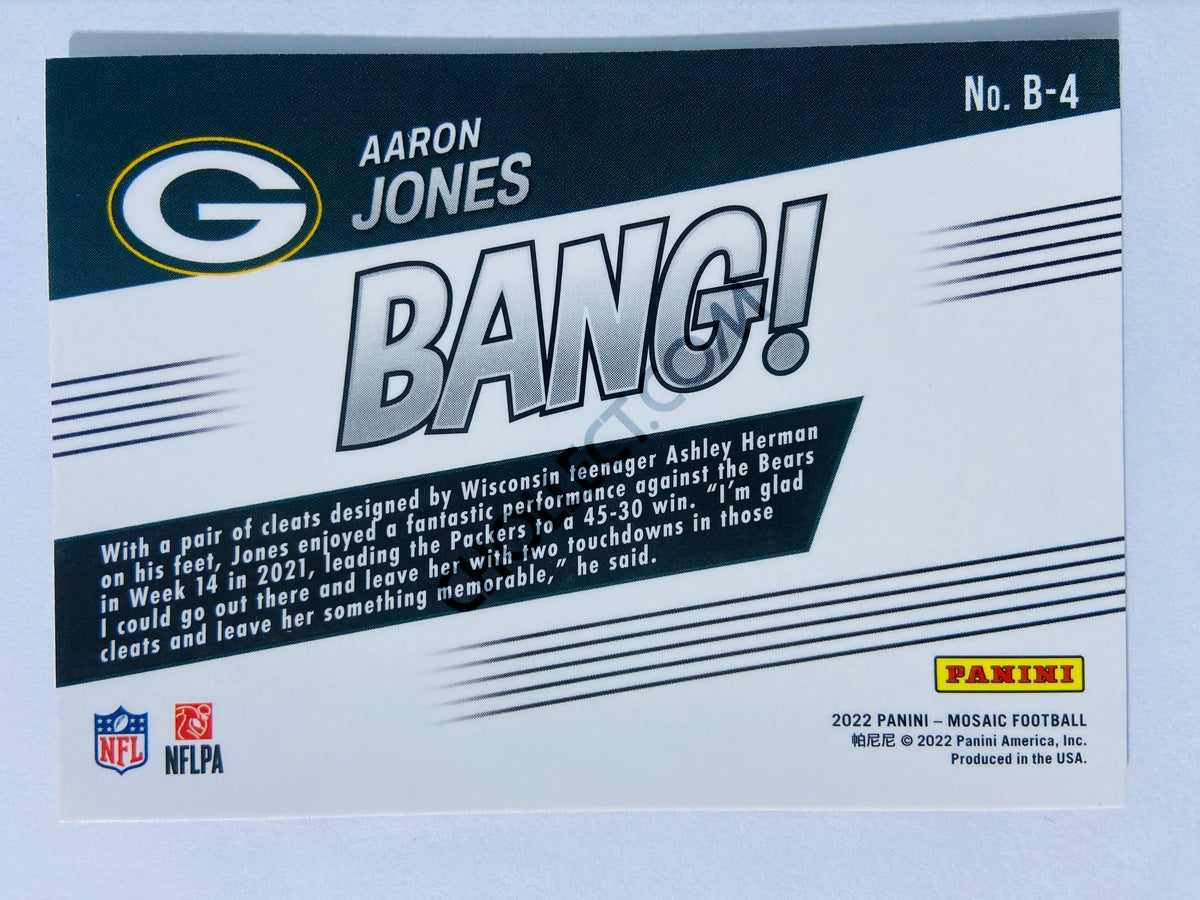 No. B-4
G
AARON
JONES
BANG!
With a pair of cleats designed by Wisconsin teenager Ashley Herman
on his feet, Jones enjoyed a fantastic performance against the Bears
in Week 14 in 2021, leading the Packers to a 45-30 win. “I’m glad
I could go out there and leave her with two touchdowns in those
cleats and leave her something memorable,” he said.
CHOLLECT.COM
PANINI
NFL
NFLPA
2022 PANINI – MOSAIC FOOTBALL
帕尼尼 © 2022 Panini America, Inc.
Produced in the USA.